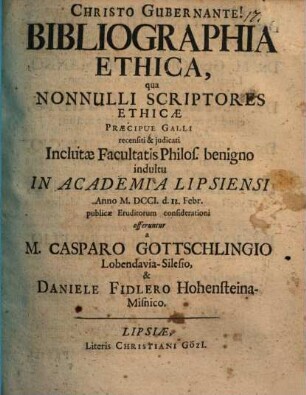 CHRISTO GUBERNANTE!
BIBLIOGRAPHIA
ETHICA,
qua
NONNULLI SCRIPTORES
ETHICÆ
PRÆCIPUE GALLI
recensiti & judicati
Inclutæ Facultatis Philos benigno
indultu
IN ACADEMIA LIPSIENSI
Anno M. DCCI. d. 11. Febr.
publicæ Eruditorum considerationi
offeruntur
a
M. CASPARO GOTTSCHLINGIO
Lobendavia-Silesio,
&
DANIELE FIDLERO Hohensteina-
Misnico.
LIPSIÆ,
Literis CHRISTIANI GÖZI.